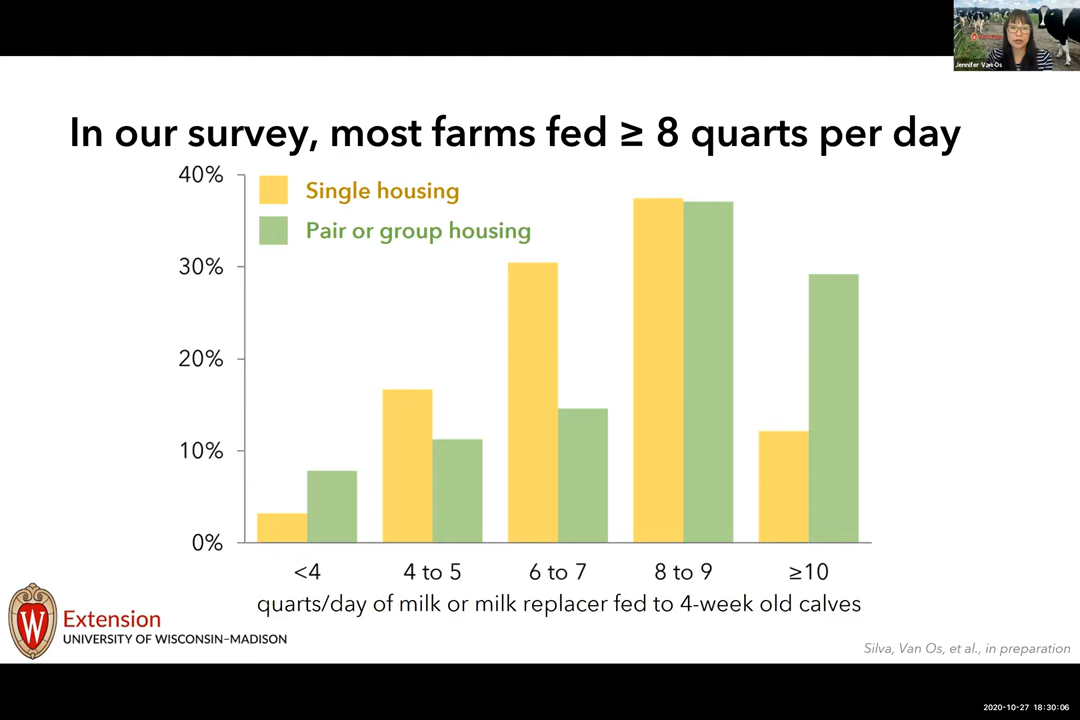 Jennifer Van Os
In our survey, most farms fed ≥ 8 quarts per day
40%
30%
20%
10%
0%
Single housing
Pair or group housing
<4
4 to 5
6 to 7
8 to 9
≥10
quarts/day of milk or milk replacer fed to 4-week old calves
W
Extension
UNIVERSITY OF WISCONSIN–MADISON
Silva, Van Os, et al., in preparation
2020-10-27 18:30:06